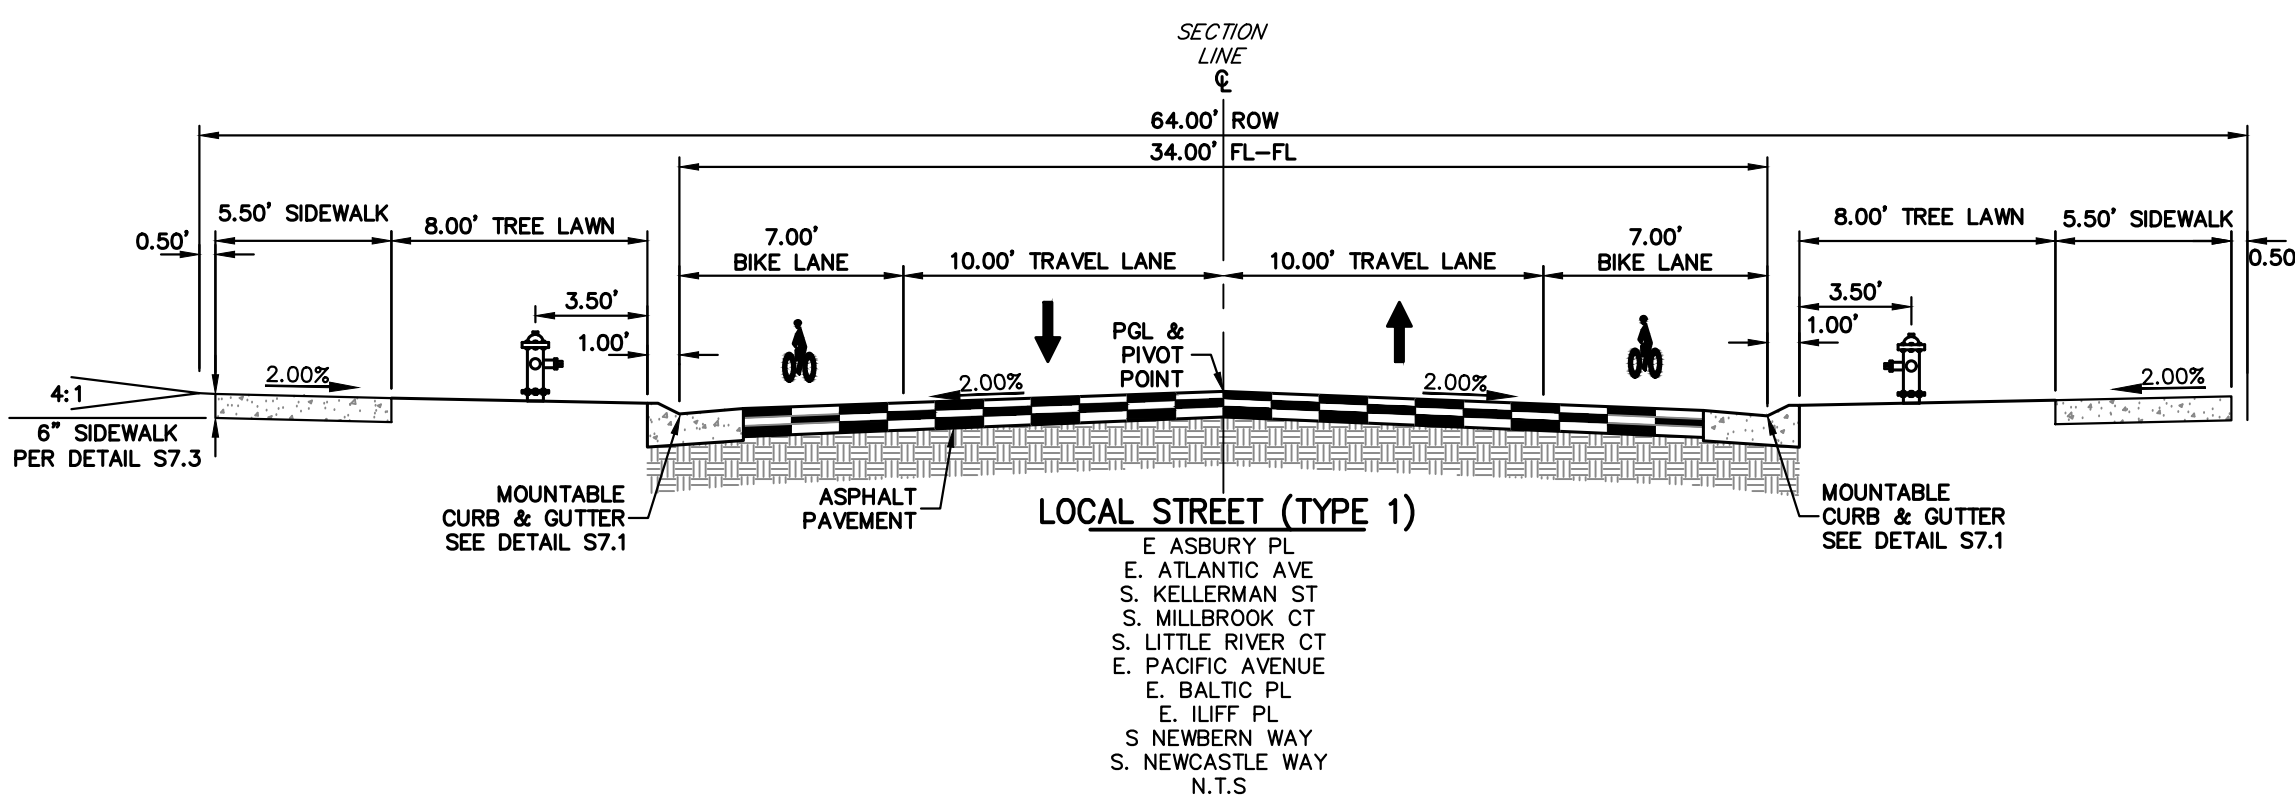 SECTION
LINE
℄
64.00' ROW
34.00' FL-FL
5.50' SIDEWALK
8.00' TREE LAWN
0.50'
7.00'
BIKE LANE
10.00' TRAVEL LANE
10.00' TRAVEL LANE
7.00'
BIKE LANE
8.00' TREE LAWN
5.50' SIDEWALK
0.50
3.50'
1.00'
3.50'
1.00'
PGL &
PIVOT
POINT
4:1
2.00%
2.00%
2.00%
2.00%
6" SIDEWALK
PER DETAIL S7.3
MOUNTABLE
CURB & GUTTER
SEE DETAIL S7.1
ASPHALT
PAVEMENT
MOUNTABLE
CURB & GUTTER
SEE DETAIL S7.1
LOCAL STREET (TYPE 1)
E ASBURY PL
E. ATLANTIC AVE
S. KELLERMAN ST
S. MILLBROOK CT
S. LITTLE RIVER CT
E. PACIFIC AVENUE
E. BALTIC PL
E. ILIFF PL
S NEWBERN WAY
S. NEWCASTLE WAY
N.T.S